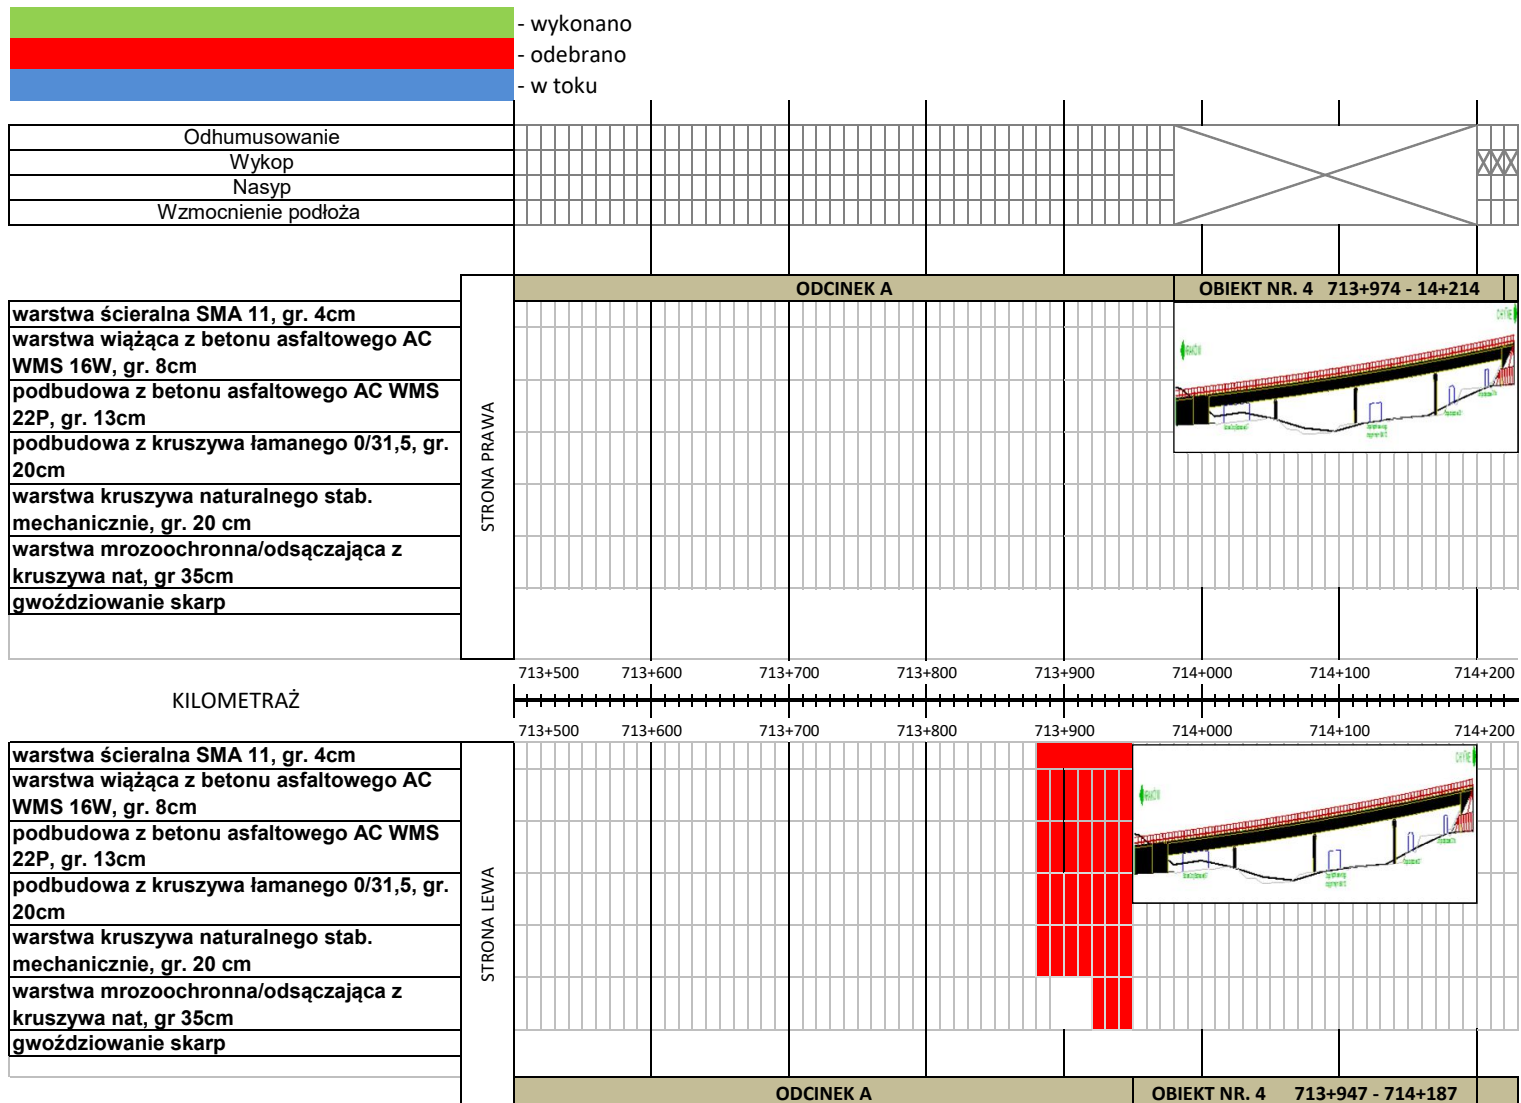 - wykonano
- odebrano
- w toku
Odhumusowanie
Wykop
Nasyp
Wzmocnienie podłoża
ODCINEK A
OBIEKT NR. 4 713+974 - 14+214
STRONA PRAWA
warstwa ścieralna SMA 11, gr. 4cm
warstwa wiążąca z betonu asfaltowego AC
WMS 16W, gr. 8cm
podbudowa z betonu asfaltowego AC WMS
22P, gr. 13cm
podbudowa z kruszywa łamanego 0/31,5, gr.
20cm
warstwa kruszywa naturalnego stab.
mechanicznie, gr. 20 cm
warstwa mrozoochronna/odsączająca z
kruszywa nat, gr 35cm
gwoździowanie skarp
713+500 713+600 713+700 713+800 713+900 714+000 714+100 714+200
KILOMETRAŻ
713+500 713+600 713+700 713+800 713+900 714+000 714+100 714+200
STRONA LEWA
warstwa ścieralna SMA 11, gr. 4cm
warstwa wiążąca z betonu asfaltowego AC
WMS 16W, gr. 8cm
podbudowa z betonu asfaltowego AC WMS
22P, gr. 13cm
podbudowa z kruszywa łamanego 0/31,5, gr.
20cm
warstwa kruszywa naturalnego stab.
mechanicznie, gr. 20 cm
warstwa mrozoochronna/odsączająca z
kruszywa nat, gr 35cm
gwoździowanie skarp
ODCINEK A
OBIEKT NR. 4 713+947 - 714+187